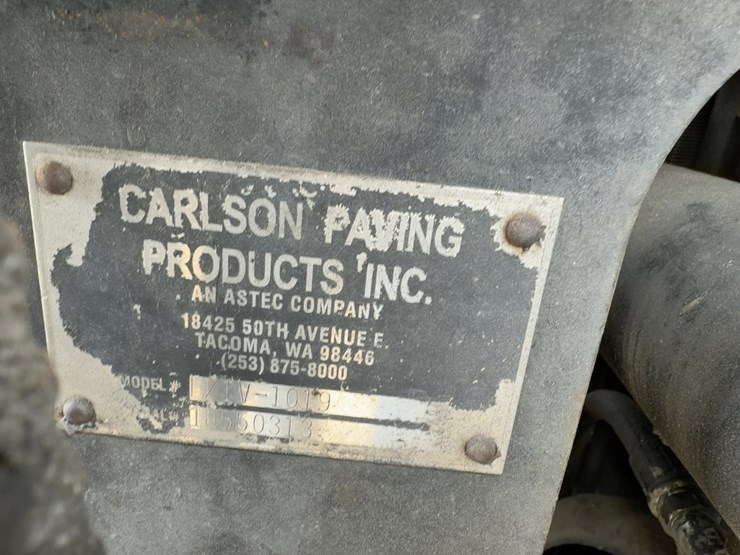 CARLSON PAVING
PRODUCTS INC.
AN ASTEC COMPANY
18425 50TH AVENUE E.
TACOMA, WA 98446
(253) 875-8000
MODEL#